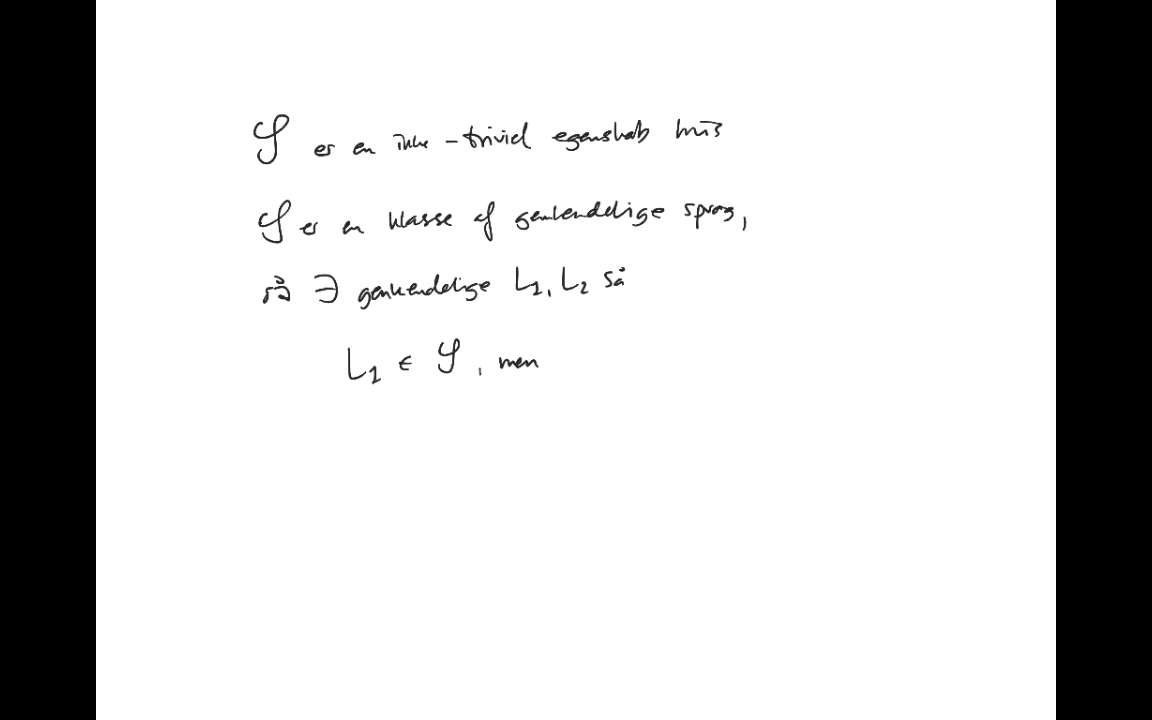 𝒮 er en ikke-triviel egenskab hvis
𝒮 er en klasse af genkendelige sprog,
så ∃ genkendelige L₁, L₂ så
L₁ ∈ 𝒮, men